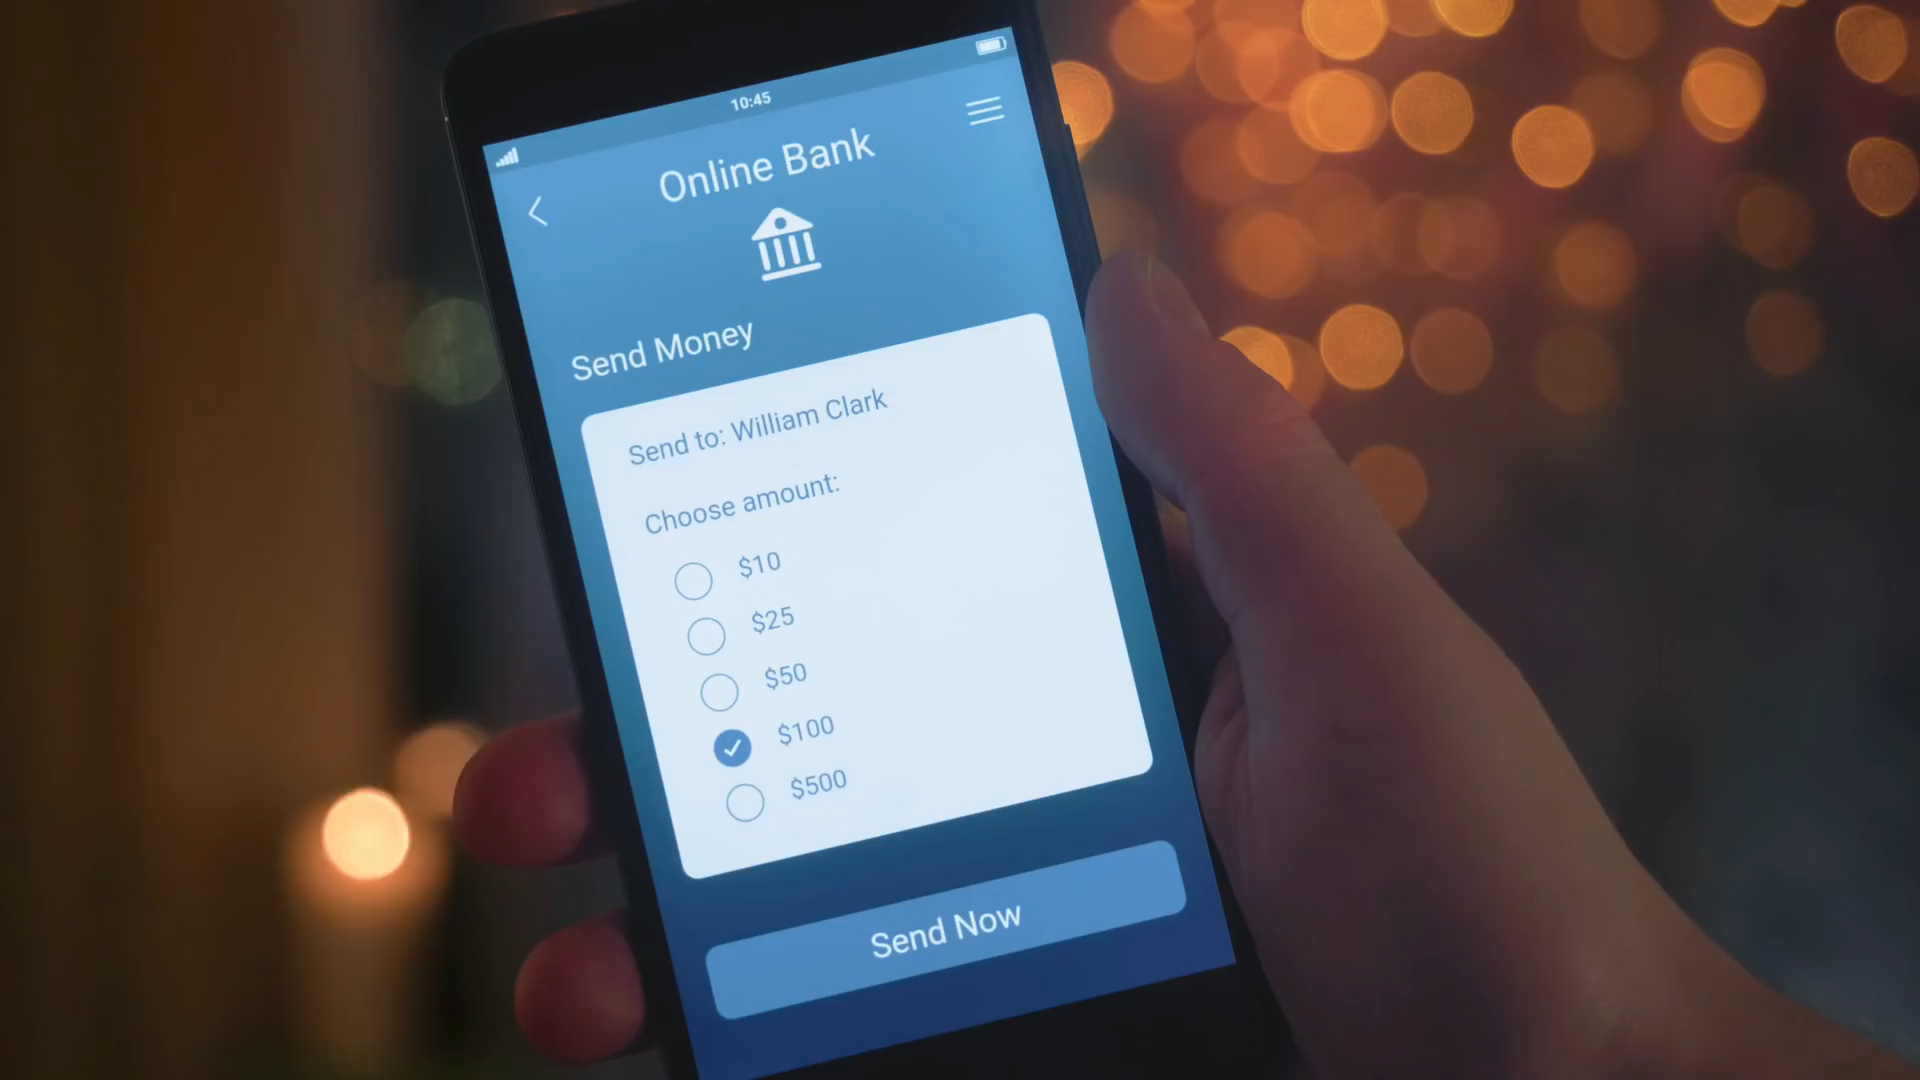 10:45
Online Bank
Send Money
Send to: William Clark
Choose amount:
$10
$25
$50
$100
$500
Send Now